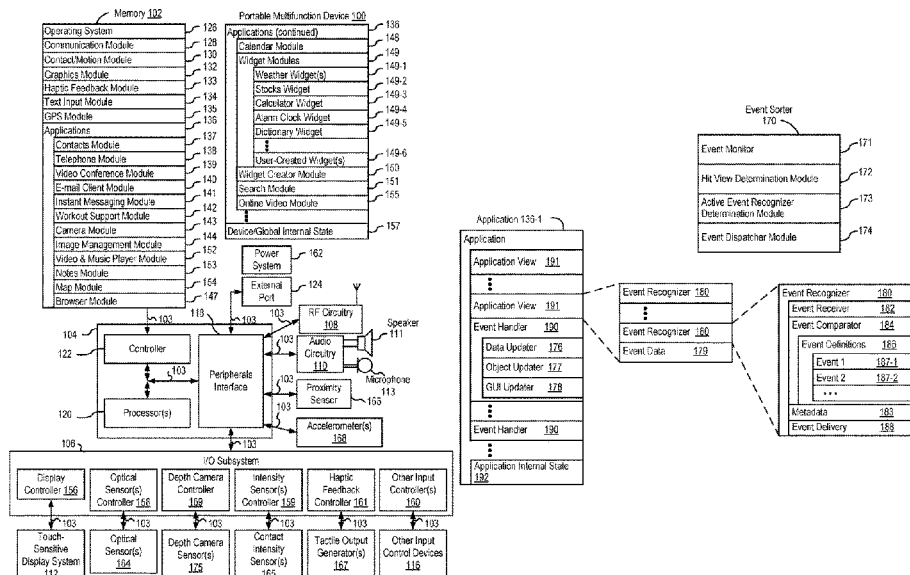 Memory 102
Operating System
126
Communication Module
128
Contact/Motion Module
130
Graphics Module
132
Haptic Feedback Module
133
Text Input Module
134
GPS Module
135
Applications
136
Contacts Module
137
Telephone Module
138
Video Conference Module
139
E-mail Client Module
140
Instant Messaging Module
141
Workout Support Module
142
Camera Module
143
Image Management Module
144
Video & Music Player Module
152
Notes Module
153
Map Module
154
Browser Module
147
Portable Multifunction Device 100
Applications (continued)
136
Calendar Module
148
Widget Modules
149
Weather Widget(s)
149-1
Stocks Widget
149-2
Calculator Widget
149-3
Alarm Clock Widget
149-4
Dictionary Widget
149-5
User-Created Widget(s)
149-6
Widget Creator Module
150
Search Module
151
Online Video Module
155
Device/Global Internal State
157
Power System
162
External Port
124
103
118
103
104
Controller
122
103
Processor(s)
120
Peripherals Interface
103
RF Circuitry 108
103
Audio Circuitry 110
Speaker 111
Microphone 113
103
Proximity Sensor
166
103
Accelerometer(s) 168
103
106
I/O Subsystem
Display Controller 156
Optical Sensor(s) Controller 158
Depth Camera Controller 169
Intensity Sensor(s) Controller 159
Haptic Feedback Controller 161
Other Input Controller(s) 160
103
103
103
103
103
103
Touch-Sensitive Display System 112
Optical Sensor(s) 164
Depth Camera Sensor(s) 175
Contact Intensity Sensor(s) 165
Tactile Output Generator(s) 167
Other Input Control Devices 116
Event Sorter 170
Event Monitor
171
Hit View Determination Module
172
Active Event Recognizer Determination Module
173
Event Dispatcher Module
174
Application 136-1
Application
Application View 191
Application View 191
Event Handler 190
Data Updater 176
Object Updater 177
GUI Updater 178
Event Handler 190
Application Internal State 192
Event Recognizer 180
Event Recognizer 180
Event Data 179
Event Recognizer 180
Event Receiver 182
Event Comparator 184
Event Definitions 186
Event 1 187-1
Event 2 187-2
Metadata 183
Event Delivery 188